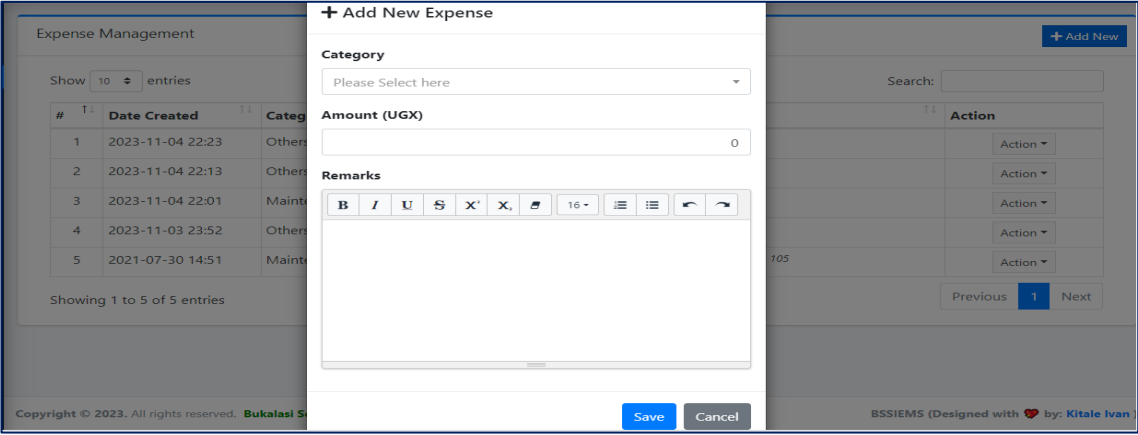 + Add New Expense
Expense Management
+ Add New
Category
Please Select here
Show 10 entries
Search:
# Date Created Categ Action
Amount (UGX)
0
1 2023-11-04 22:23 Others Action
2 2023-11-04 22:13 Others Action
3 2023-11-04 22:01 Mainte Action
4 2023-11-03 23:52 Others Action
5 2021-07-30 14:51 Mainte 105 Action
Remarks
B I U S X² X₂ 16
Showing 1 to 5 of 5 entries
Previous 1 Next
Save Cancel
Copyright © 2023. All rights reserved. Bukalasi S
BSSIEMS (Designed with ❤ by: Kitale Ivan )